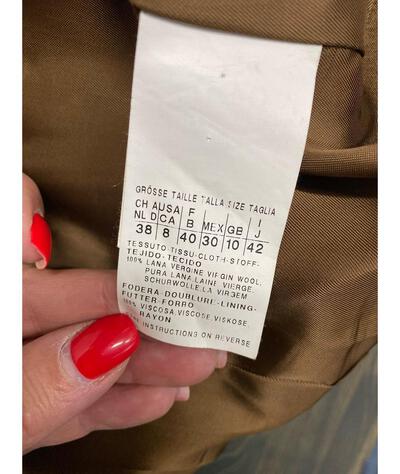 GRÖSSE TAILLE TALLA SIZE TAGLIA
CH A USA F I
NL D CA B MEX GB J
38 8 40 30 10 42
TESSUTO-TISSU-CLOTH-STOFF-
TEJIDO-TECIDO
100% LANA VERGINE VIRGIN WOOL,
PURA LANA LAINE VIERGE,
SCHURWOLLE,LA VIRGEM
FODERA-DOUBLURE-LINING-
FUTTER-FORRO
100% VISCOSA,VISCOSE,VISKOSE,
RAYON
INSTRUCTIONS ON REVERSE